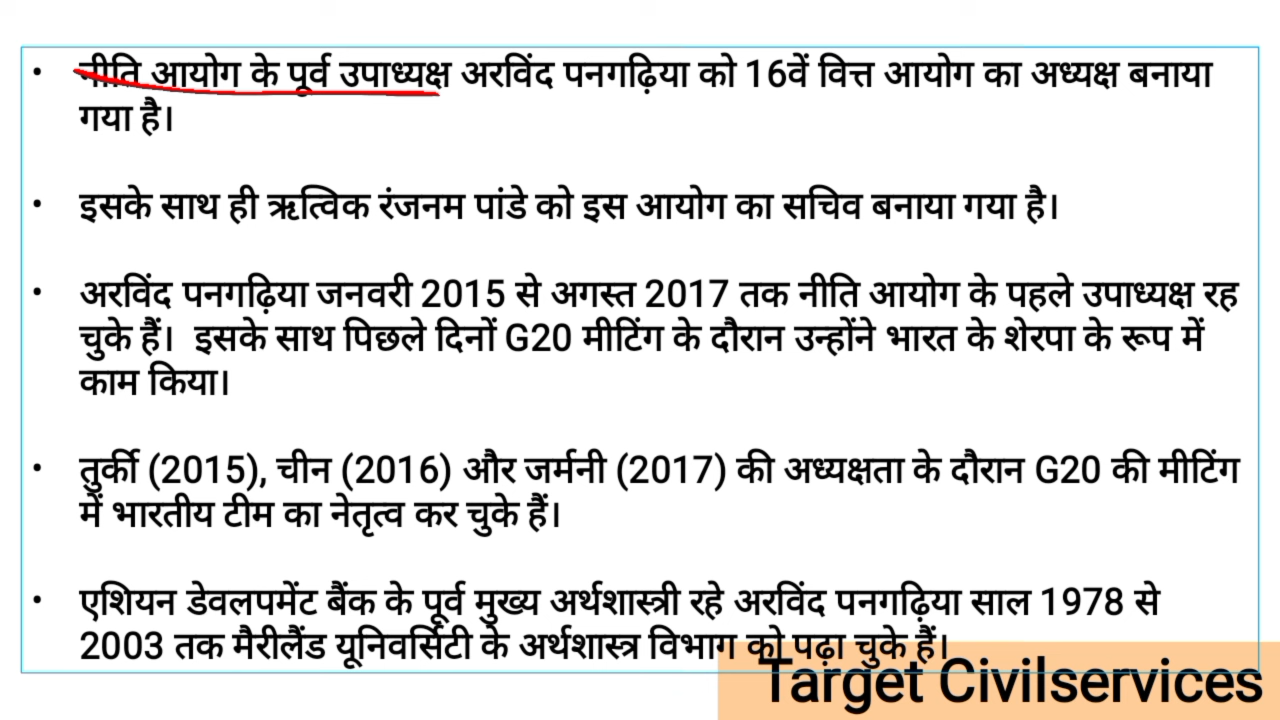 • नीति आयोग के पूर्व उपाध्यक्ष अरविंद पनगढ़िया को 16वें वित्त आयोग का अध्यक्ष बनाया
गया है।
• इसके साथ ही ऋत्विक रंजनम पांडे को इस आयोग का सचिव बनाया गया है।
• अरविंद पनगढ़िया जनवरी 2015 से अगस्त 2017 तक नीति आयोग के पहले उपाध्यक्ष रह
चुके हैं। इसके साथ पिछले दिनों G20 मीटिंग के दौरान उन्होंने भारत के शेरपा के रूप में
काम किया।
• तुर्की (2015), चीन (2016) और जर्मनी (2017) की अध्यक्षता के दौरान G20 की मीटिंग
में भारतीय टीम का नेतृत्व कर चुके हैं।
• एशियन डेवलपमेंट बैंक के पूर्व मुख्य अर्थशास्त्री रहे अरविंद पनगढ़िया साल 1978 से
2003 तक मैरीलैंड यूनिवर्सिटी के अर्थशास्त्र विभाग को पढ़ा चुके हैं।
Target Civilservices